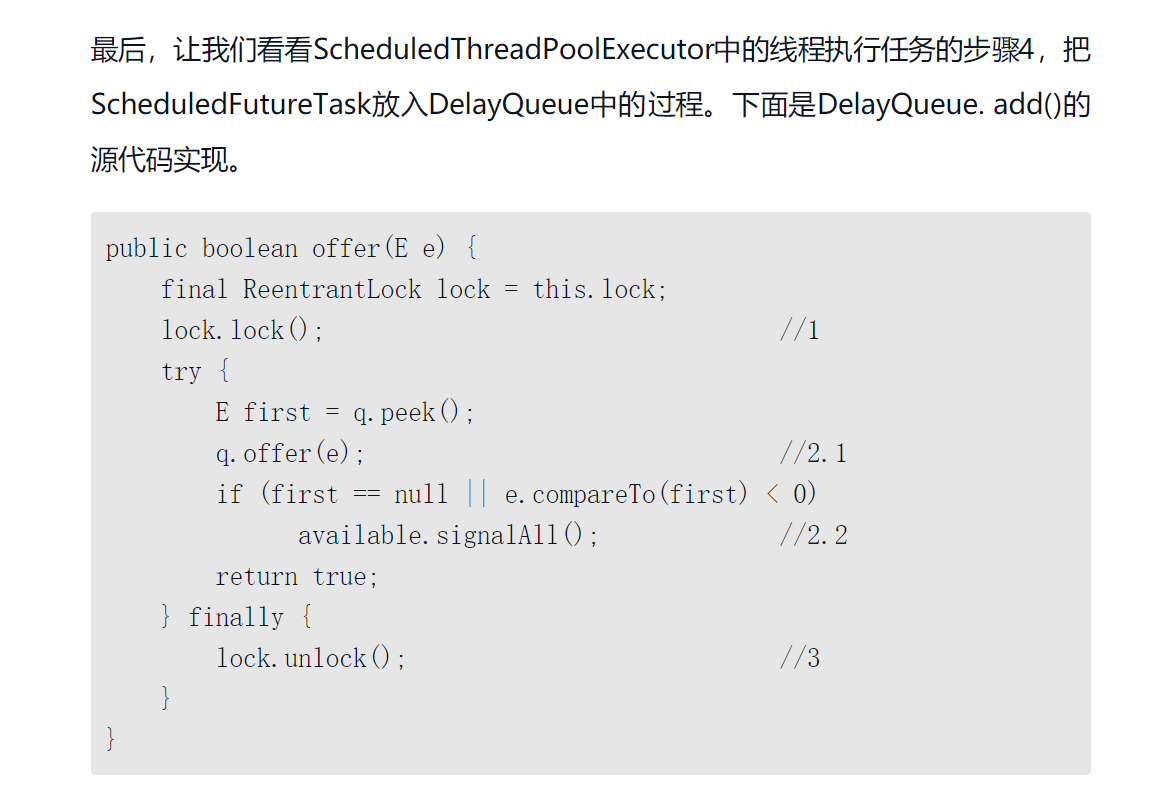 最后，让我们看看ScheduledThreadPoolExecutor中的线程执行任务的步骤4，把
ScheduledFutureTask放入DelayQueue中的过程。下面是DelayQueue. add()的
源代码实现。
public boolean offer(E e) {
    final ReentrantLock lock = this.lock;
    lock.lock();                                 //1
    try {
        E first = q.peek();
        q.offer(e);                              //2.1
        if (first == null || e.compareTo(first) < 0)
              available.signalAll();             //2.2
        return true;
    } finally {
        lock.unlock();                           //3
    }
}